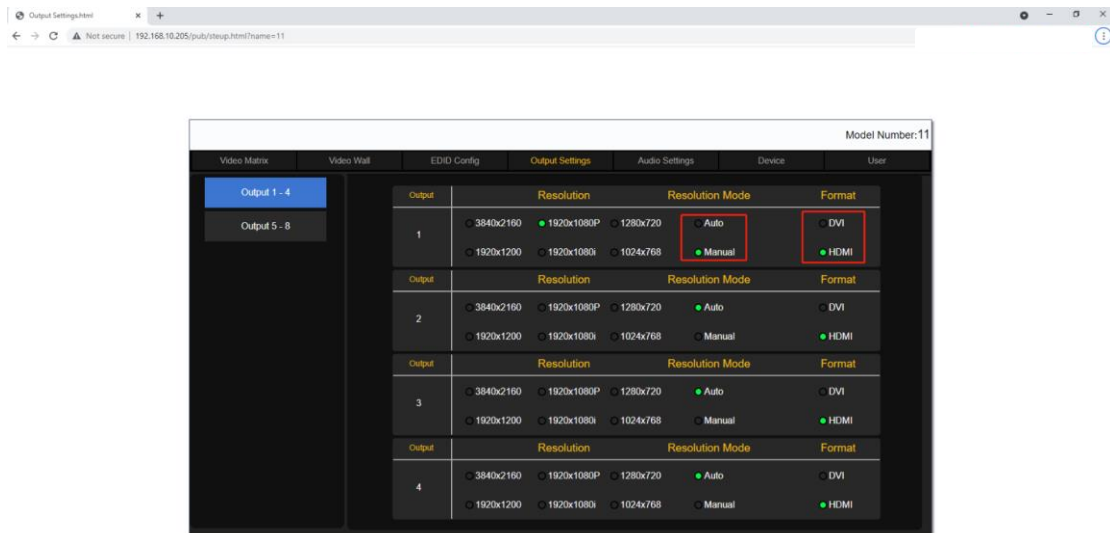 Output Settings.html
Not secure | 192.168.10.205/pub/steup.html?name=11
Model Number:11
Video Matrix Video Wall EDID Config Output Settings Audio Settings Device User
Output 1 - 4
Output 5 - 8
Output Resolution Resolution Mode Format
3840x2160 1920x1080P 1280x720 Auto DVI
1
1920x1200 1920x1080i 1024x768 Manual HDMI
Output Resolution Resolution Mode Format
3840x2160 1920x1080P 1280x720 Auto DVI
2
1920x1200 1920x1080i 1024x768 Manual HDMI
Output Resolution Resolution Mode Format
3840x2160 1920x1080P 1280x720 Auto DVI
3
1920x1200 1920x1080i 1024x768 Manual HDMI
Output Resolution Resolution Mode Format
3840x2160 1920x1080P 1280x720 Auto DVI
4
1920x1200 1920x1080i 1024x768 Manual HDMI